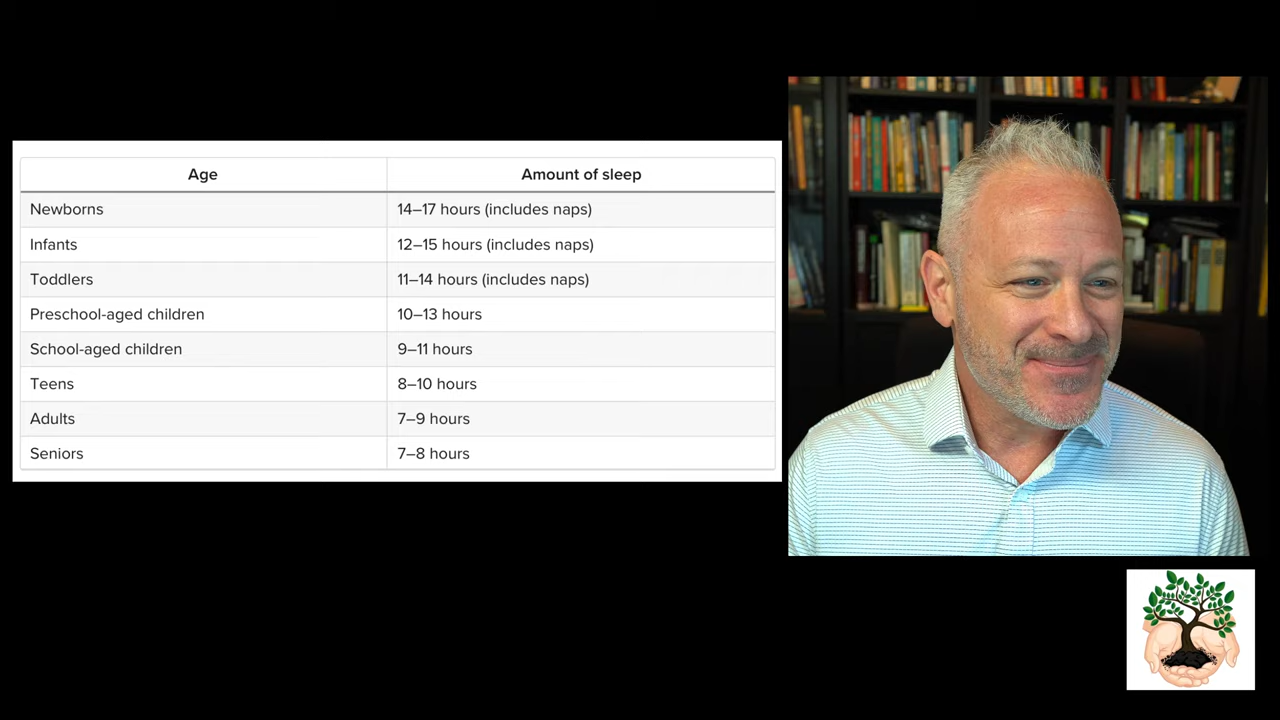 Age Amount of sleep
Newborns 14–17 hours (includes naps)
Infants 12–15 hours (includes naps)
Toddlers 11–14 hours (includes naps)
Preschool-aged children 10–13 hours
School-aged children 9–11 hours
Teens 8–10 hours
Adults 7–9 hours
Seniors 7–8 hours